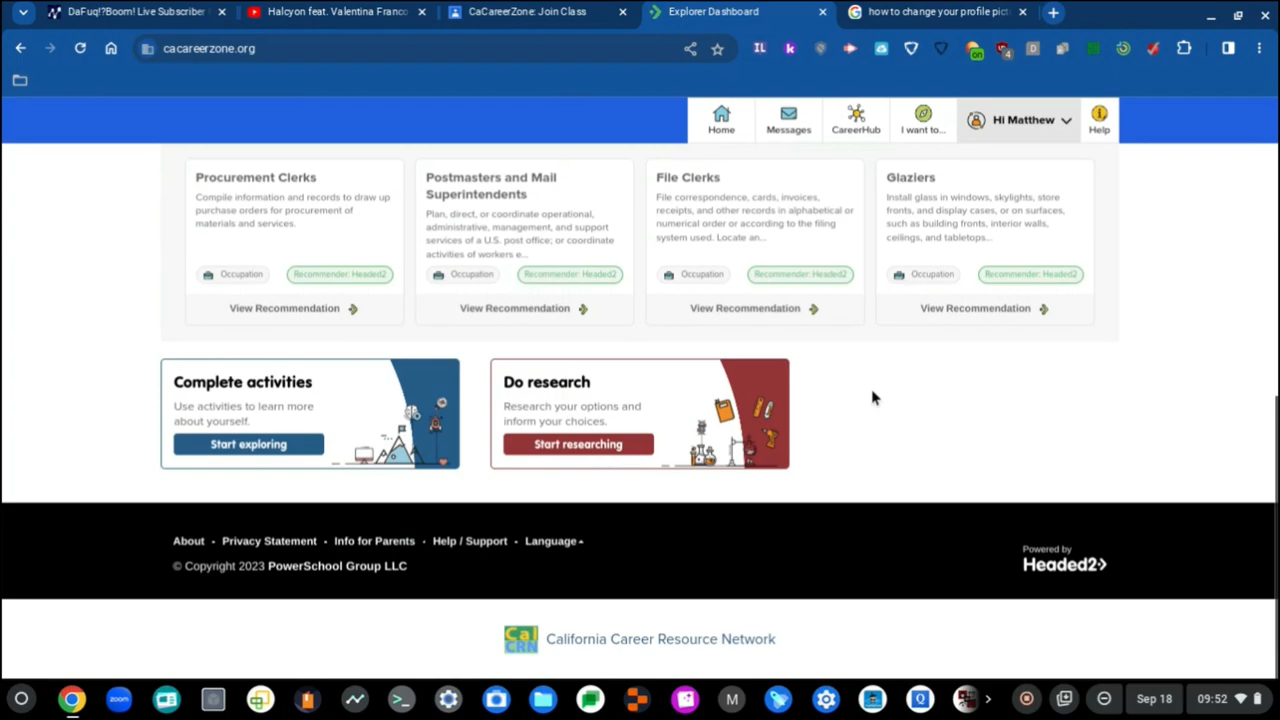 DaFuq!?Boom! Live Subscriber
Halcyon feat. Valentina Franco
CaCareerZone: Join Class
Explorer Dashboard
how to change your profile pict
cacareerzone.org
IL
k
D
on
4
Home
Messages
CareerHub
I want to...
Hi Matthew
Help
Procurement Clerks
Compile information and records to draw up
purchase orders for procurement of
materials and services.
Occupation
Recommender: Headed2
View Recommendation
Postmasters and Mail
Superintendents
Plan, direct, or coordinate operational,
administrative, management, and support
services of a U.S. post office; or coordinate
activities of workers e...
Occupation
Recommender: Headed2
View Recommendation
File Clerks
File correspondence, cards, invoices,
receipts, and other records in alphabetical or
numerical order or according to the filing
system used. Locate an...
Occupation
Recommender: Headed2
View Recommendation
Glaziers
Install glass in windows, skylights, store
fronts, and display cases, or on surfaces,
such as building fronts, interior walls,
ceilings, and tabletops...
Occupation
Recommender: Headed2
View Recommendation
Complete activities
Use activities to learn more
about yourself.
Start exploring
Do research
Research your options and
inform your choices.
Start researching
About • Privacy Statement • Info for Parents • Help / Support • Language
© Copyright 2023 PowerSchool Group LLC
Powered by
Headed2
Cal
CRN
California Career Resource Network
zoom
M
Q
Sep 18
09:52